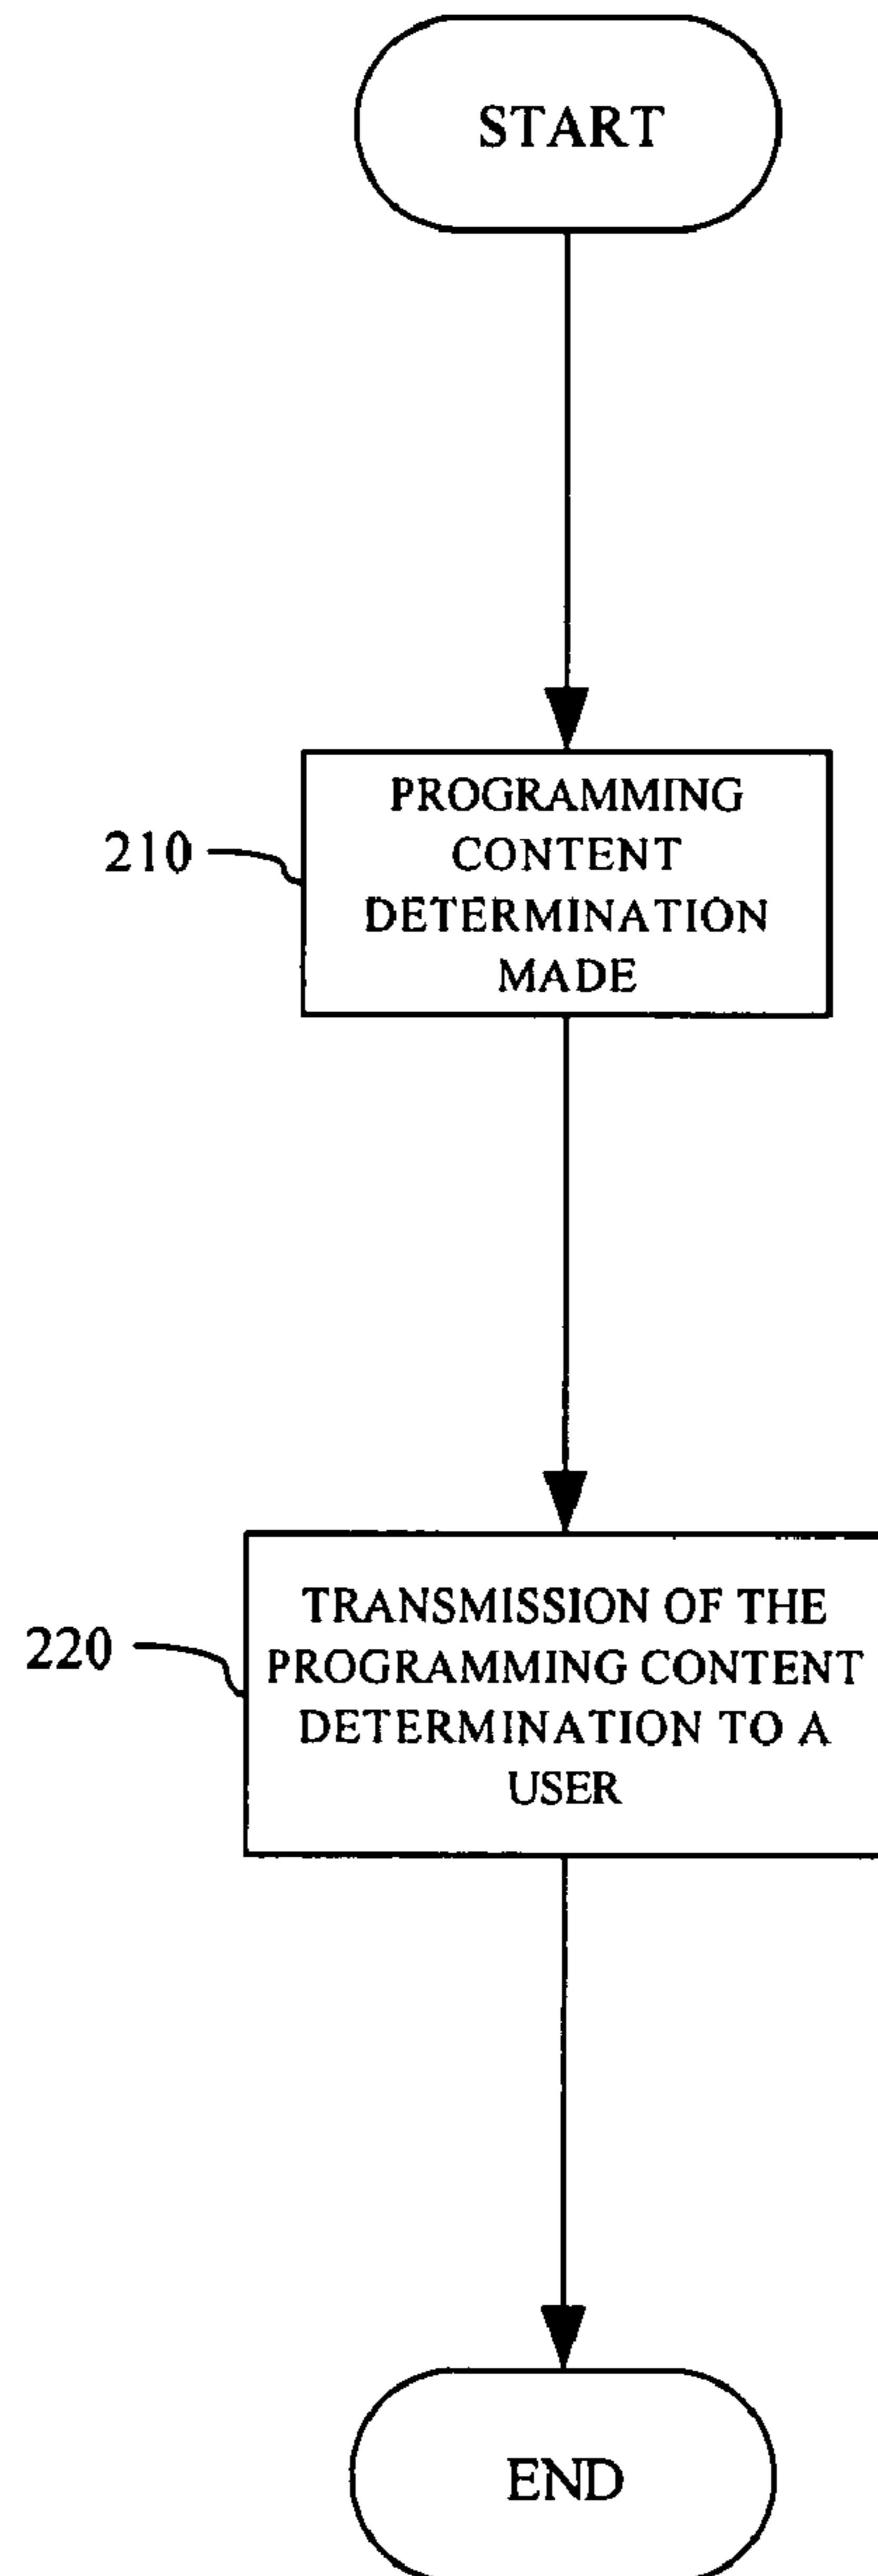 START
210
PROGRAMMING
CONTENT
DETERMINATION
MADE
220
TRANSMISSION OF THE
PROGRAMMING CONTENT
DETERMINATION TO A
USER
END